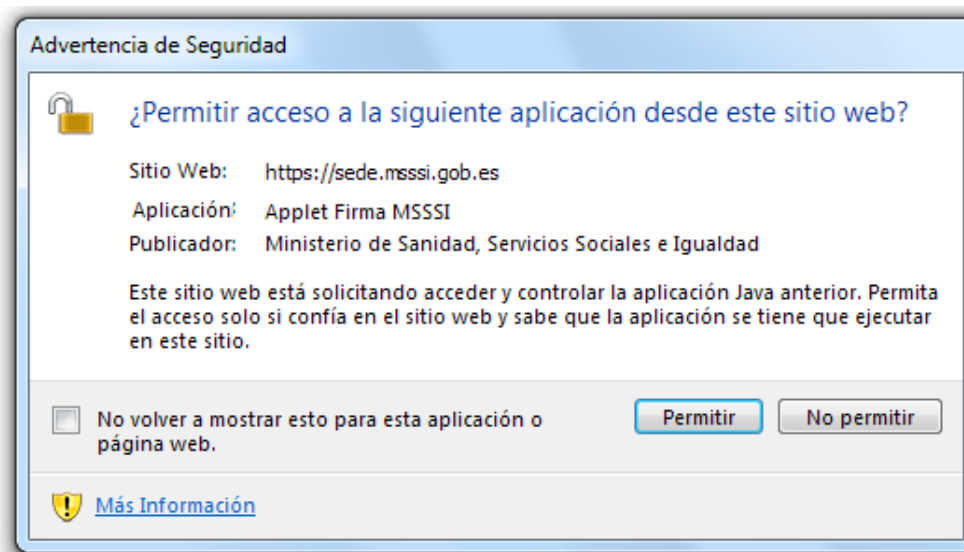 Advertencia de Seguridad
¿Permitir acceso a la siguiente aplicación desde este sitio web?
Sitio Web: https://sede.msssi.gob.es
Aplicación: Applet Firma MSSSI
Publicador: Ministerio de Sanidad, Servicios Sociales e Igualdad
Este sitio web está solicitando acceder y controlar la aplicación Java anterior. Permita
el acceso solo si confía en el sitio web y sabe que la aplicación se tiene que ejecutar
en este sitio.
No volver a mostrar esto para esta aplicación o
página web.
Permitir No permitir
Más Información